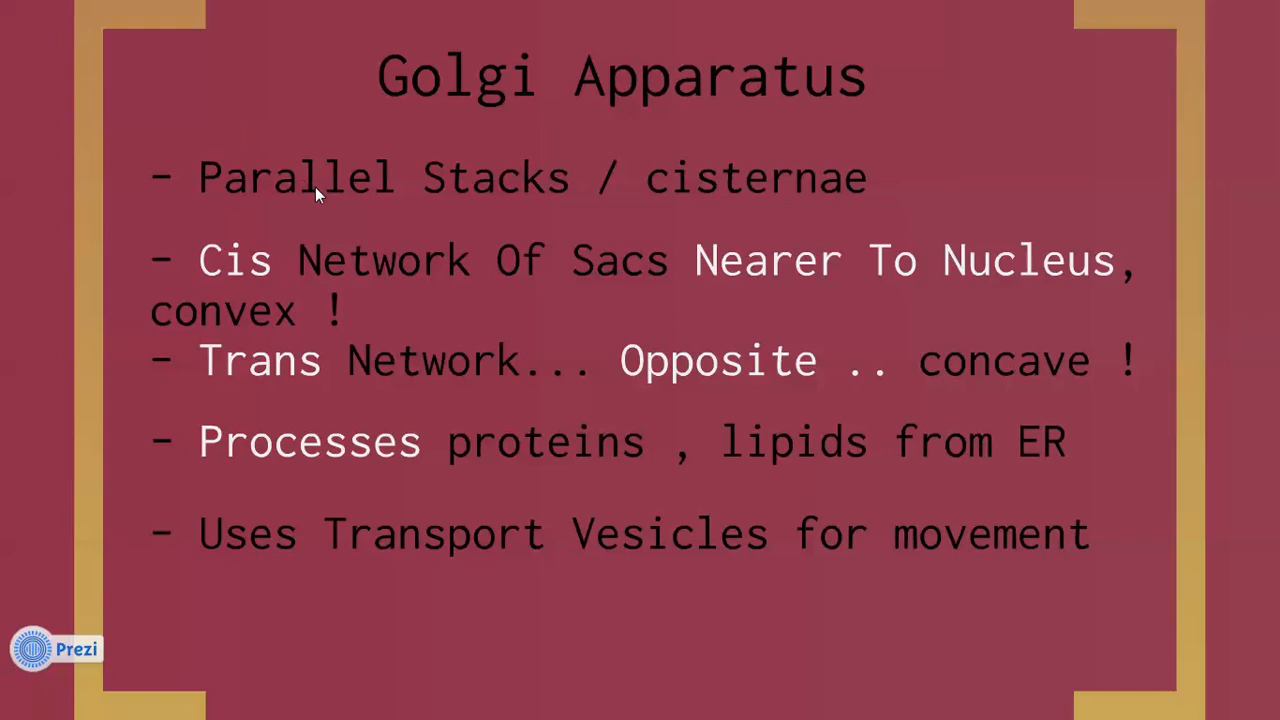 Golgi Apparatus
- Parallel Stacks / cisternae
- Cis Network Of Sacs Nearer To Nucleus,
convex !
- Trans Network... Opposite .. concave !
- Processes proteins , lipids from ER
- Uses Transport Vesicles for movement
Prezi